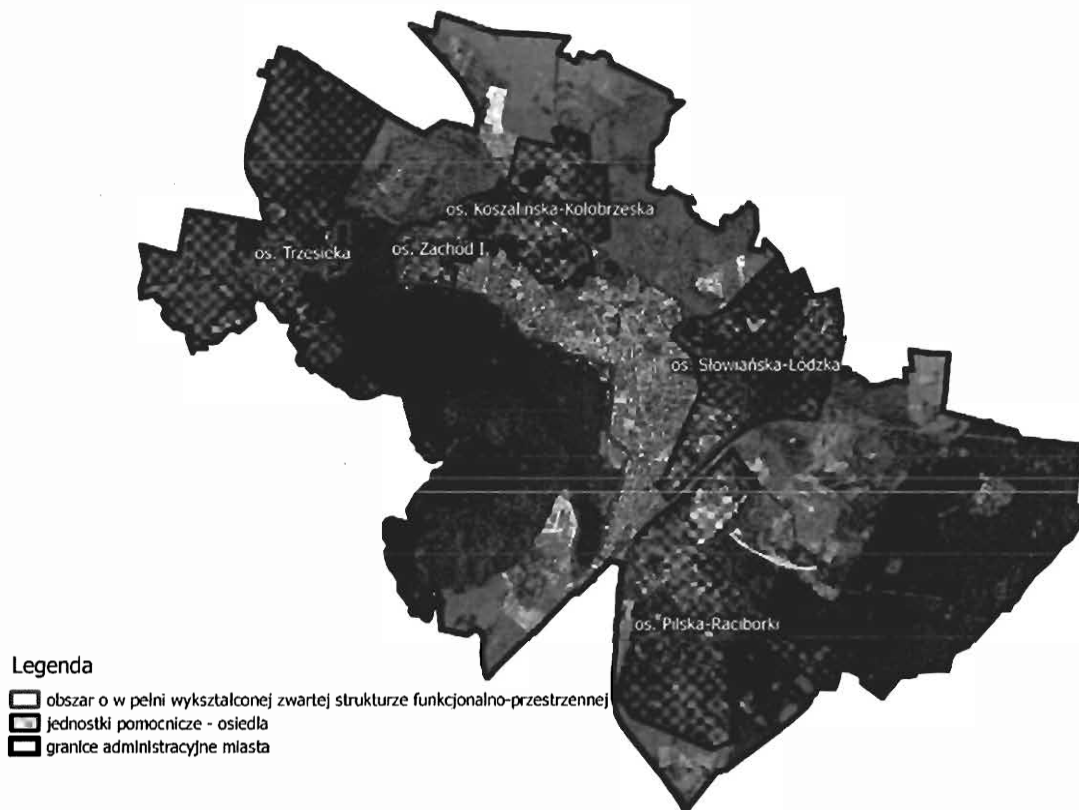 os. Koszalińska-Kołobrzeska
os. Trzesieka
os. Zachód I.
os. Słowiańska-Łódzka
os. Pilska-Raciborki
Legenda
obszar o w pełni wykształconej zwartej strukturze funkcjonalno-przestrzennej
jednostki pomocnicze - osiedla
granice administracyjne miasta